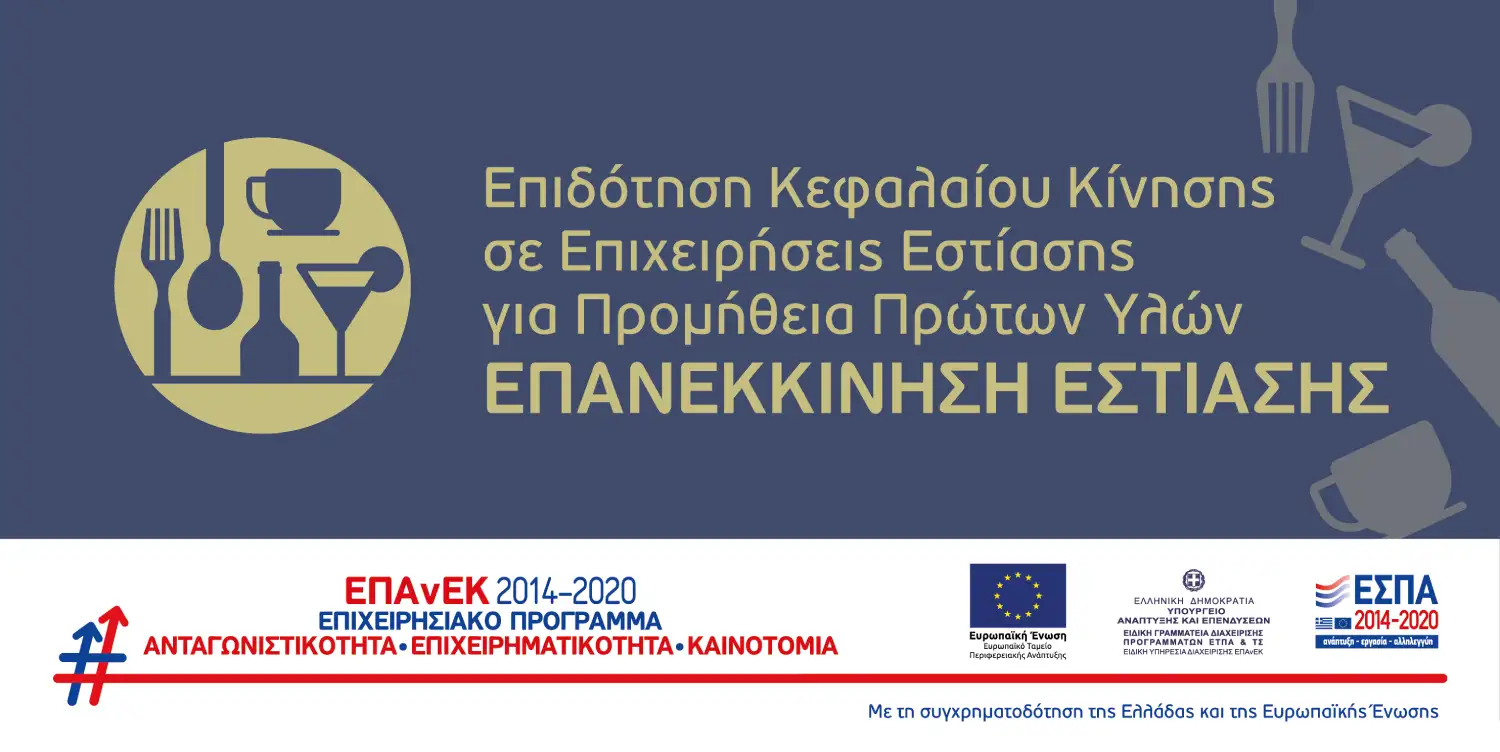 Επιδότηση Κεφαλαίου Κίνησης
σε Επιχειρήσεις Εστίασης
για Προμήθεια Πρώτων Υλών
ΕΠΑΝΕΚΚΙΝΗΣΗ ΕΣΤΙΑΣΗΣ
ΕΠΑνΕΚ 2014–2020
ΕΠΙΧΕΙΡΗΣΙΑΚΟ ΠΡΟΓΡΑΜΜΑ
ΑΝΤΑΓΩΝΙΣΤΙΚΟΤΗΤΑ • ΕΠΙΧΕΙΡΗΜΑΤΙΚΟΤΗΤΑ • ΚΑΙΝΟΤΟΜΙΑ
Ευρωπαϊκή Ένωση
Ευρωπαϊκό Ταμείο
Περιφερειακής Ανάπτυξης
ΕΛΛΗΝΙΚΗ ΔΗΜΟΚΡΑΤΙΑ
ΥΠΟΥΡΓΕΙΟ
ΑΝΑΠΤΥΞΗΣ ΚΑΙ ΕΠΕΝΔΥΣΕΩΝ
ΕΙΔΙΚΗ ΓΡΑΜΜΑΤΕΙΑ ΔΙΑΧΕΙΡΙΣΗΣ
ΠΡΟΓΡΑΜΜΑΤΩΝ ΕΤΠΑ & ΤΣ
ΕΙΔΙΚΗ ΥΠΗΡΕΣΙΑ ΔΙΑΧΕΙΡΙΣΗΣ ΕΠΑνΕΚ
ΕΣΠΑ
2014-2020
ανάπτυξη - εργασία - αλληλεγγύη
Με τη συγχρηματοδότηση της Ελλάδας και της Ευρωπαϊκής Ένωσης